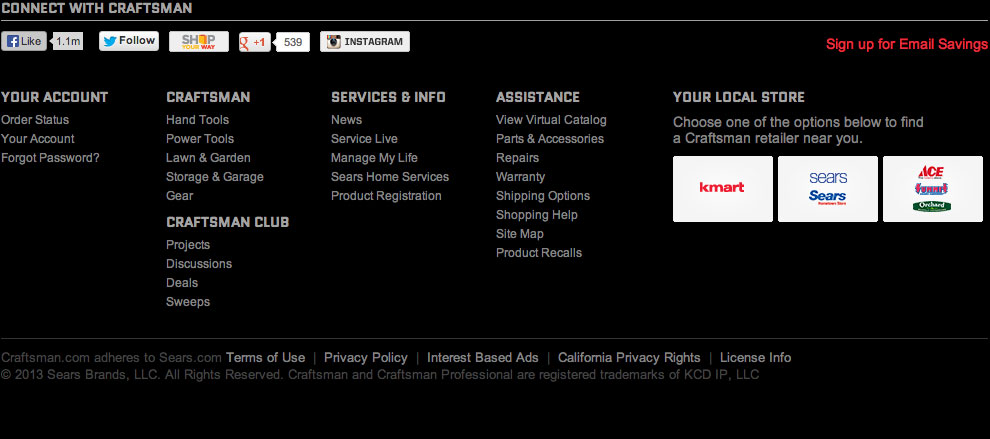 CONNECT WITH CRAFTSMAN
Like 1.1m Follow SHOP YOUR WAY g +1 539 INSTAGRAM Sign up for Email Savings
YOUR ACCOUNT
Order Status
Your Account
Forgot Password?
CRAFTSMAN
Hand Tools
Power Tools
Lawn & Garden
Storage & Garage
Gear
CRAFTSMAN CLUB
Projects
Discussions
Deals
Sweeps
SERVICES & INFO
News
Service Live
Manage My Life
Sears Home Services
Product Registration
ASSISTANCE
View Virtual Catalog
Parts & Accessories
Repairs
Warranty
Shipping Options
Shopping Help
Site Map
Product Recalls
YOUR LOCAL STORE
Choose one of the options below to find
a Craftsman retailer near you.
kmart
sears
Sears
Hometown Store
ACE
Orchard
Craftsman.com adheres to Sears.com Terms of Use | Privacy Policy | Interest Based Ads | California Privacy Rights | License Info
© 2013 Sears Brands, LLC. All Rights Reserved. Craftsman and Craftsman Professional are registered trademarks of KCD IP, LLC